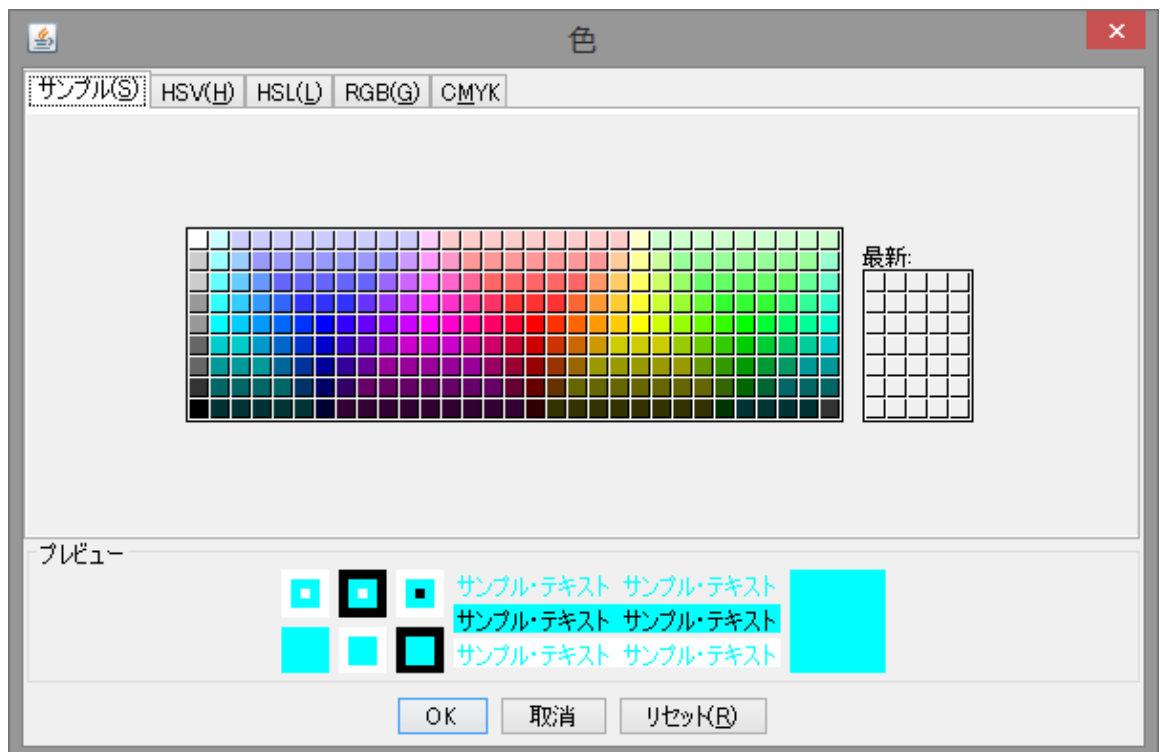 色
サンプル(S) HSV(H) HSL(L) RGB(G) CMYK
最新:
プレビュー
サンプル・テキスト サンプル・テキスト
サンプル・テキスト サンプル・テキスト
サンプル・テキスト サンプル・テキスト
OK 取消 リセット(R)